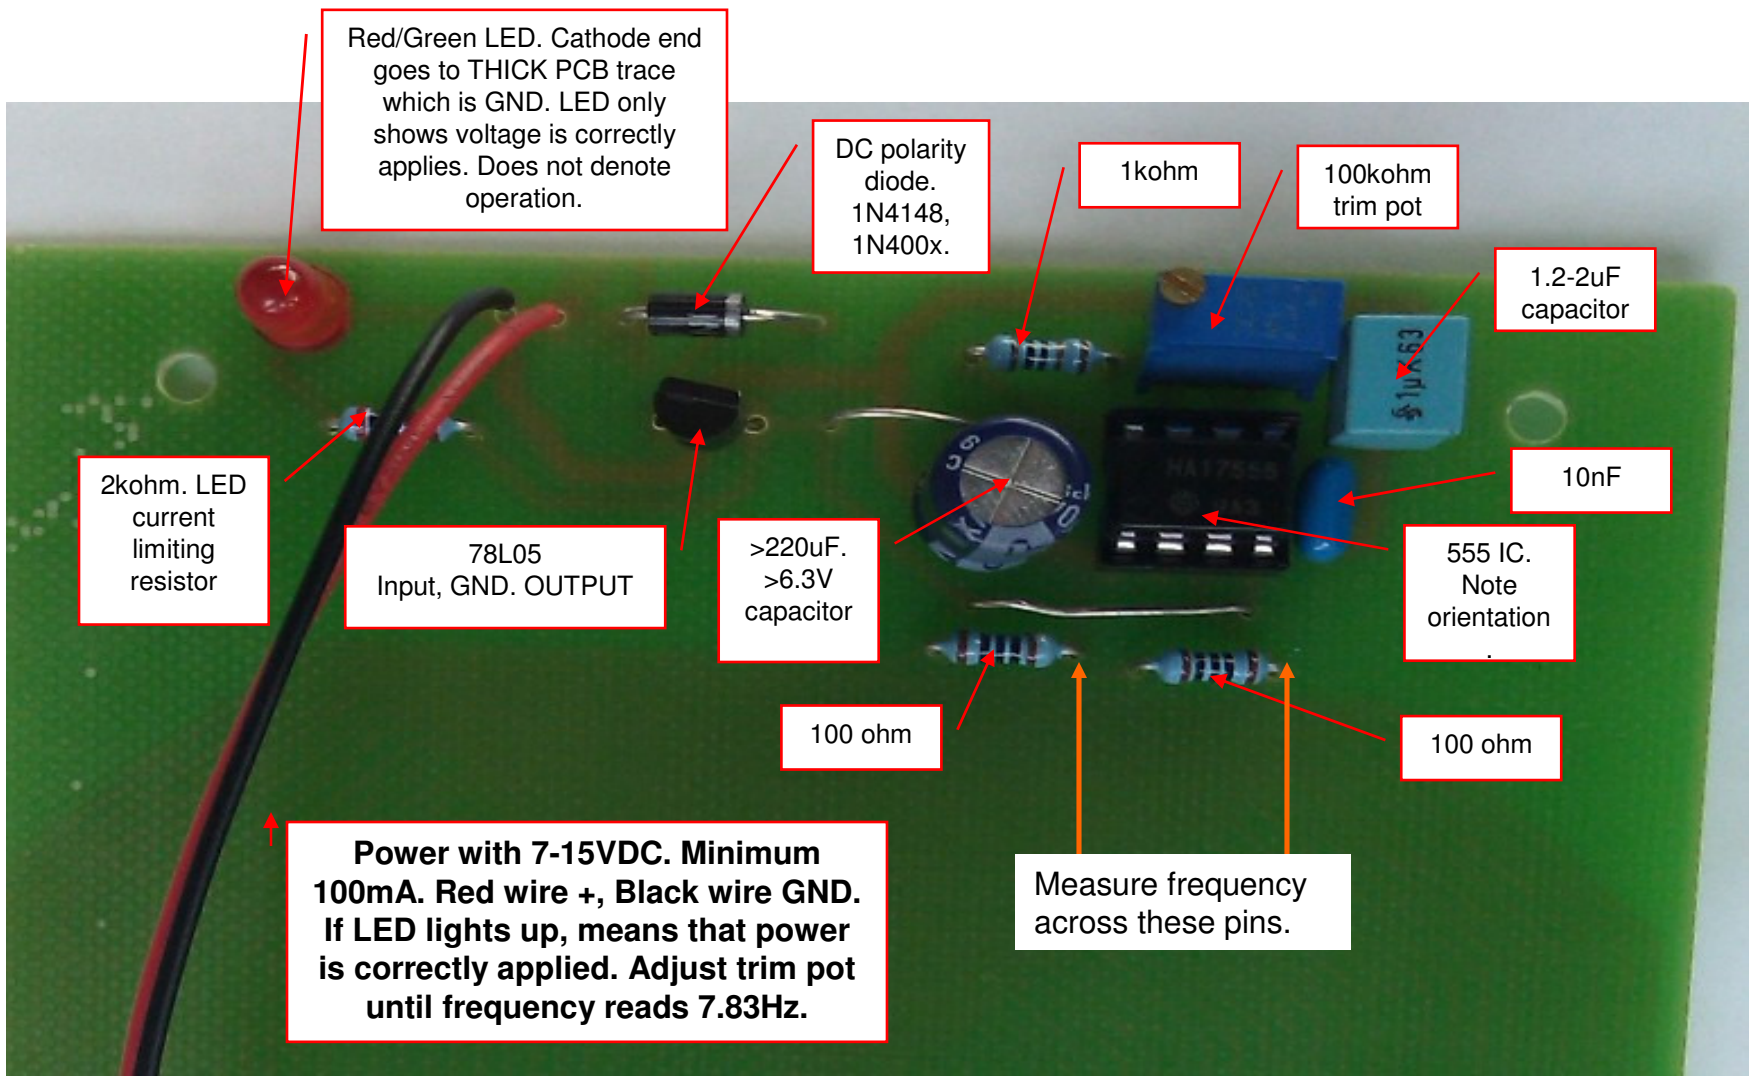 Red/Green LED. Cathode end
goes to THICK PCB trace
which is GND. LED only
shows voltage is correctly
applies. Does not denote
operation.
DC polarity
diode.
1N4148,
1N400x.
1kohm
100kohm
trim pot
1.2-2uF
capacitor
1µK63
10nF
HA17555
2kohm. LED
current
limiting
resistor
78L05
Input, GND. OUTPUT
>220uF.
>6.3V
capacitor
555 IC.
Note
orientation
.
100 ohm
100 ohm
Power with 7-15VDC. Minimum
100mA. Red wire +, Black wire GND.
If LED lights up, means that power
is correctly applied. Adjust trim pot
until frequency reads 7.83Hz.
Measure frequency
across these pins.